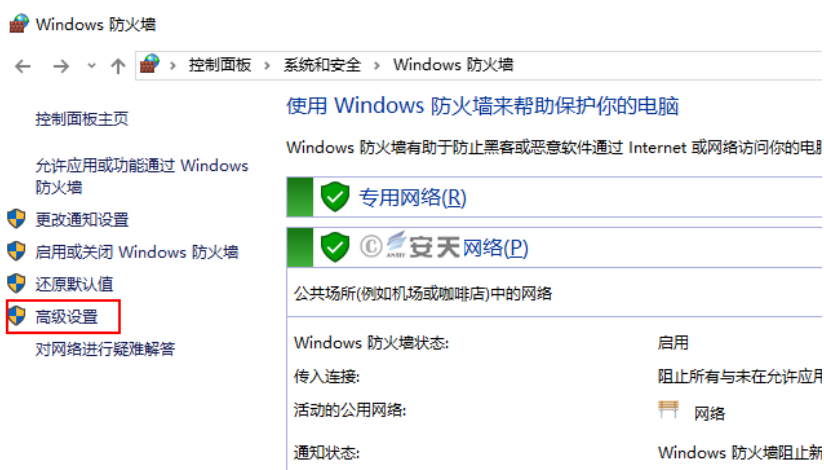 Windows 防火墙
控制面板 › 系统和安全 › Windows 防火墙
控制面板主页
允许应用或功能通过 Windows
防火墙
更改通知设置
启用或关闭 Windows 防火墙
还原默认值
高级设置
对网络进行疑难解答
使用 Windows 防火墙来帮助保护你的电脑
Windows 防火墙有助于防止黑客或恶意软件通过 Internet 或网络访问你的电脑
专用网络(R)
©安天网络(P)
ANTIY
公共场所(例如机场或咖啡店)中的网络
Windows 防火墙状态: 启用
传入连接: 阻止所有与未在允许应用
活动的公用网络: 网络
通知状态: Windows 防火墙阻止新